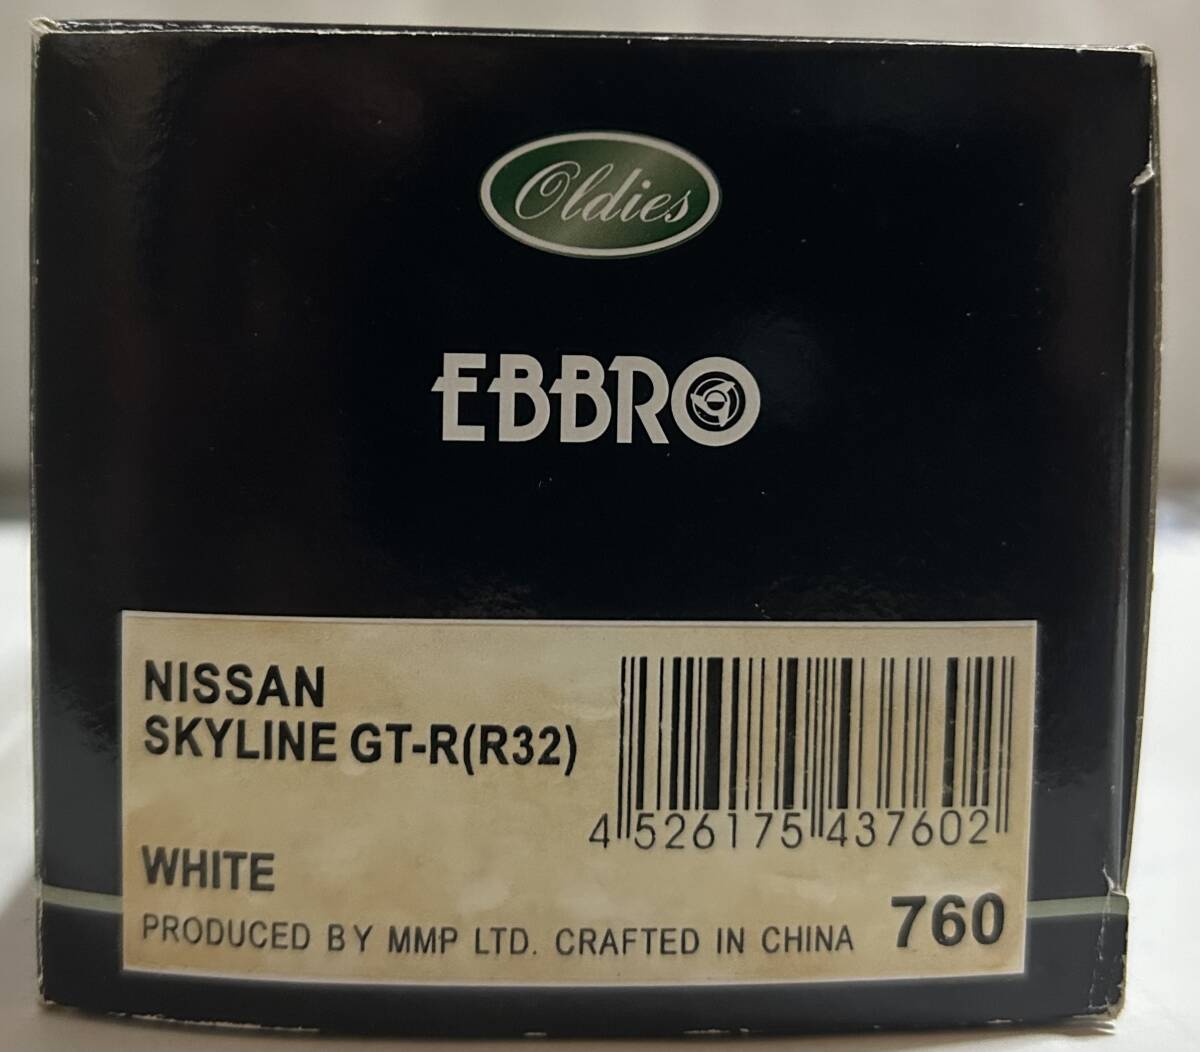 Oldies
EBBRO
NISSAN
SKYLINE GT-R(R32)
4 526175 437602
WHITE
PRODUCED BY MMP LTD. CRAFTED IN CHINA
760